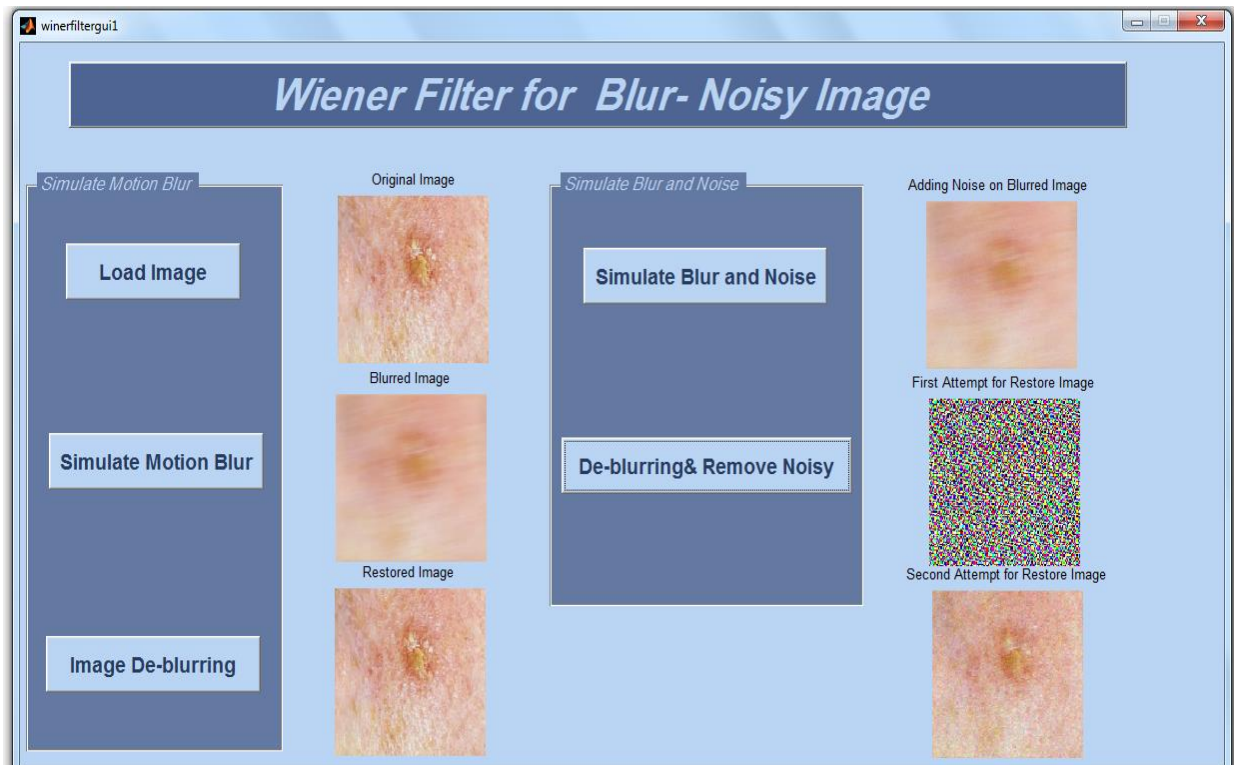 winerfiltergui1
Wiener Filter for Blur- Noisy Image
Simulate Motion Blur
Load Image
Simulate Motion Blur
Image De-blurring
Original Image
Blurred Image
Restored Image
Simulate Blur and Noise
Simulate Blur and Noise
De-blurring& Remove Noisy
Adding Noise on Blurred Image
First Attempt for Restore Image
Second Attempt for Restore Image